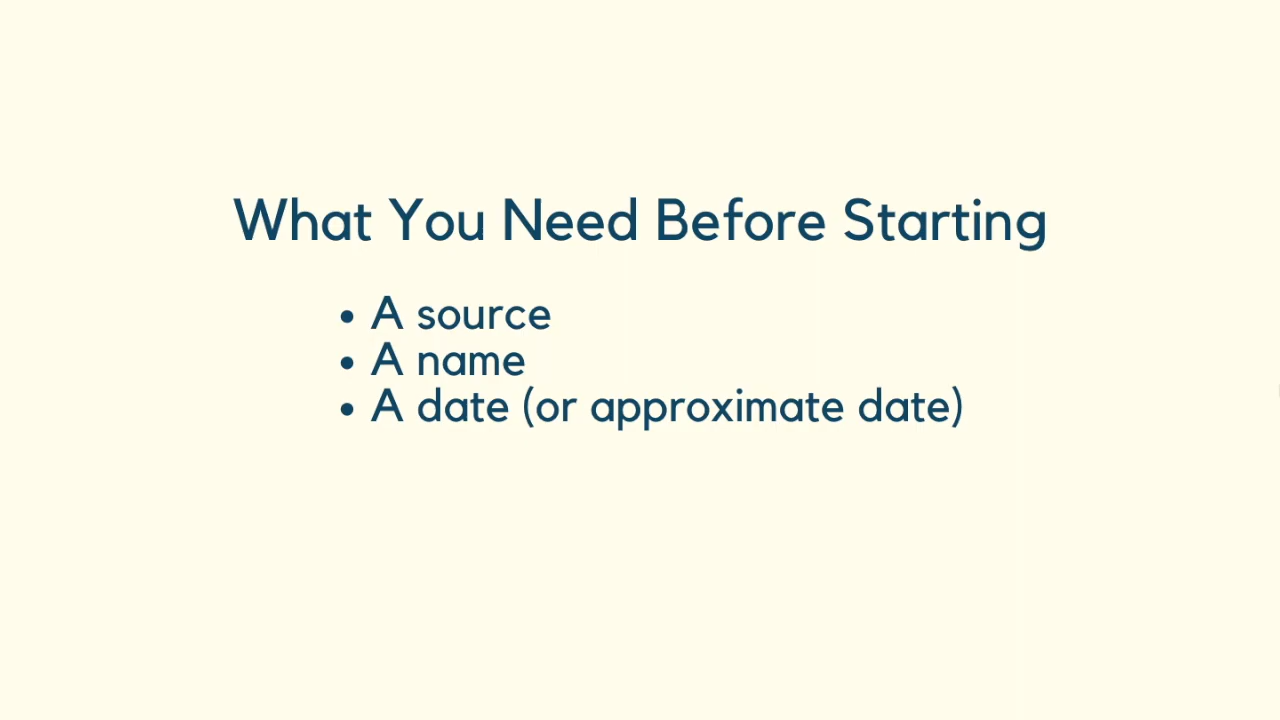 What You Need Before Starting
• A source
• A name
• A date (or approximate date)